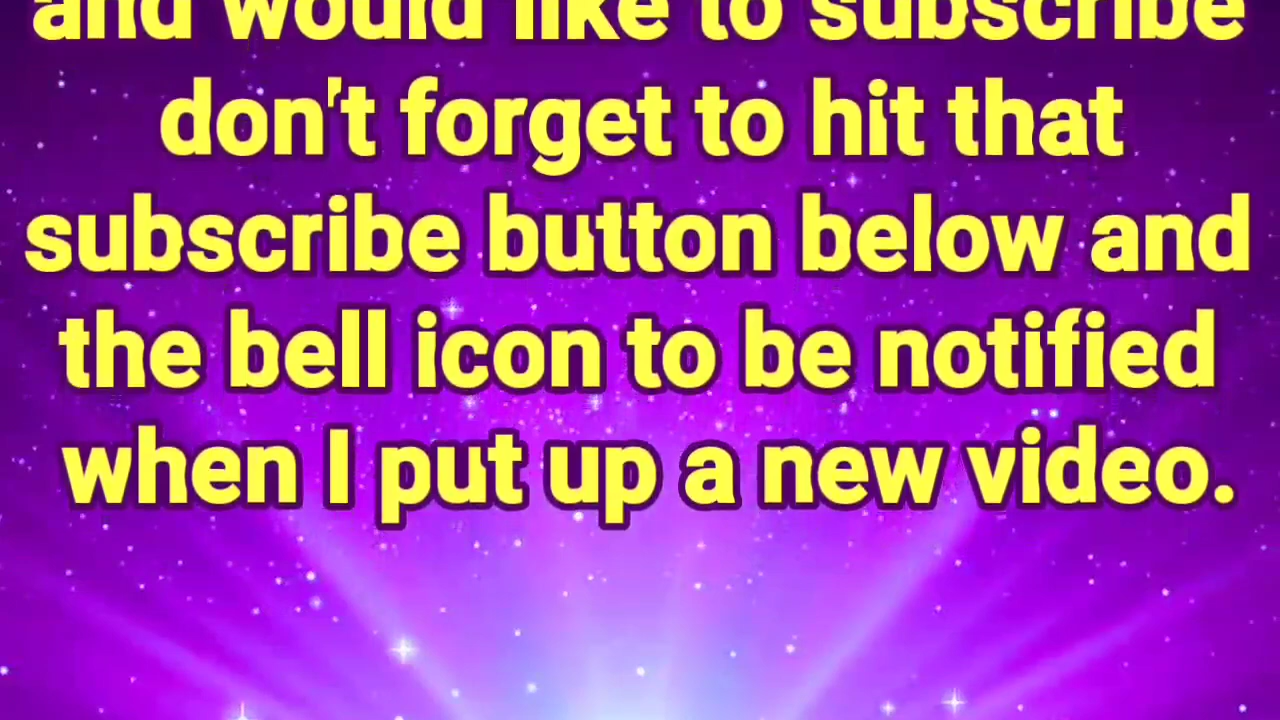 and would like to subscribe
don't forget to hit that
subscribe button below and
the bell icon to be notified
when I put up a new video.